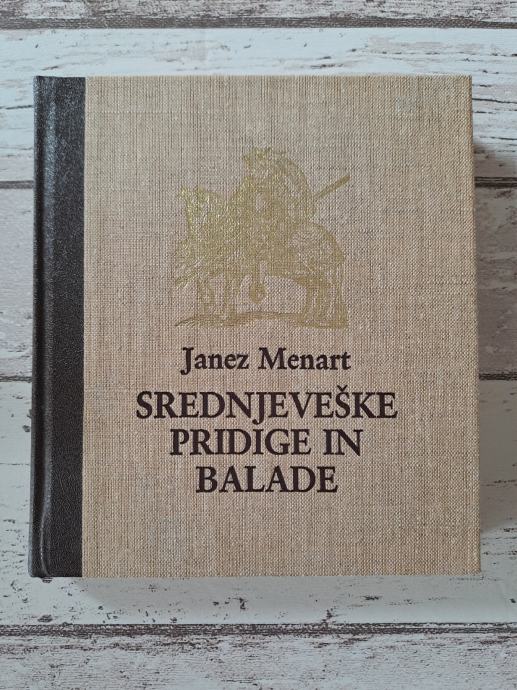 Janez Menart
SREDNJEVEŠKE
PRIDIGE IN
BALADE